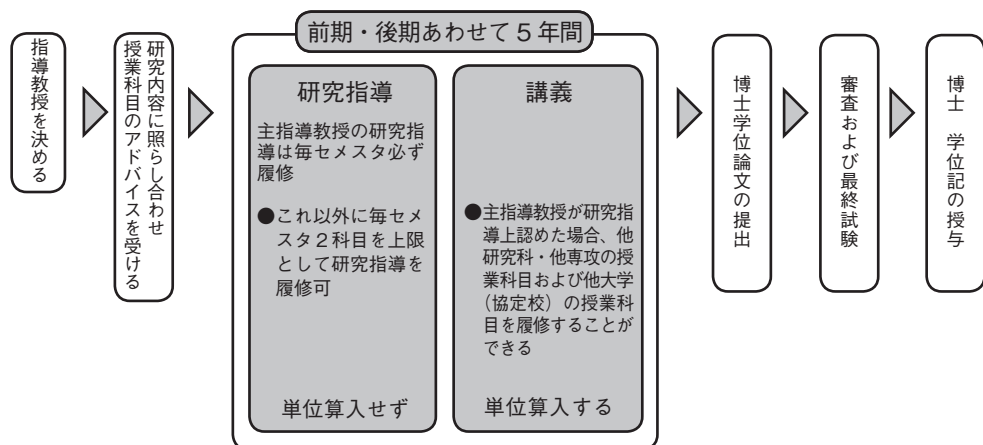 指導教授を決める
研究内容に照らし合わせ
授業科目のアドバイスを受ける
前期・後期あわせて５年間
研究指導
主指導教授の研究指
導は毎セメスタ必ず
履修
●これ以外に毎セメ
スタ２科目を上限
として研究指導を
履修可
単位算入せず
講義
●主指導教授が研究指
導上認めた場合、他
研究科・他専攻の授
業科目および他大学
（協定校）の授業科
目を履修することが
できる
単位算入する
博士学位論文の提出
審査および最終試験
博士　学位記の授与